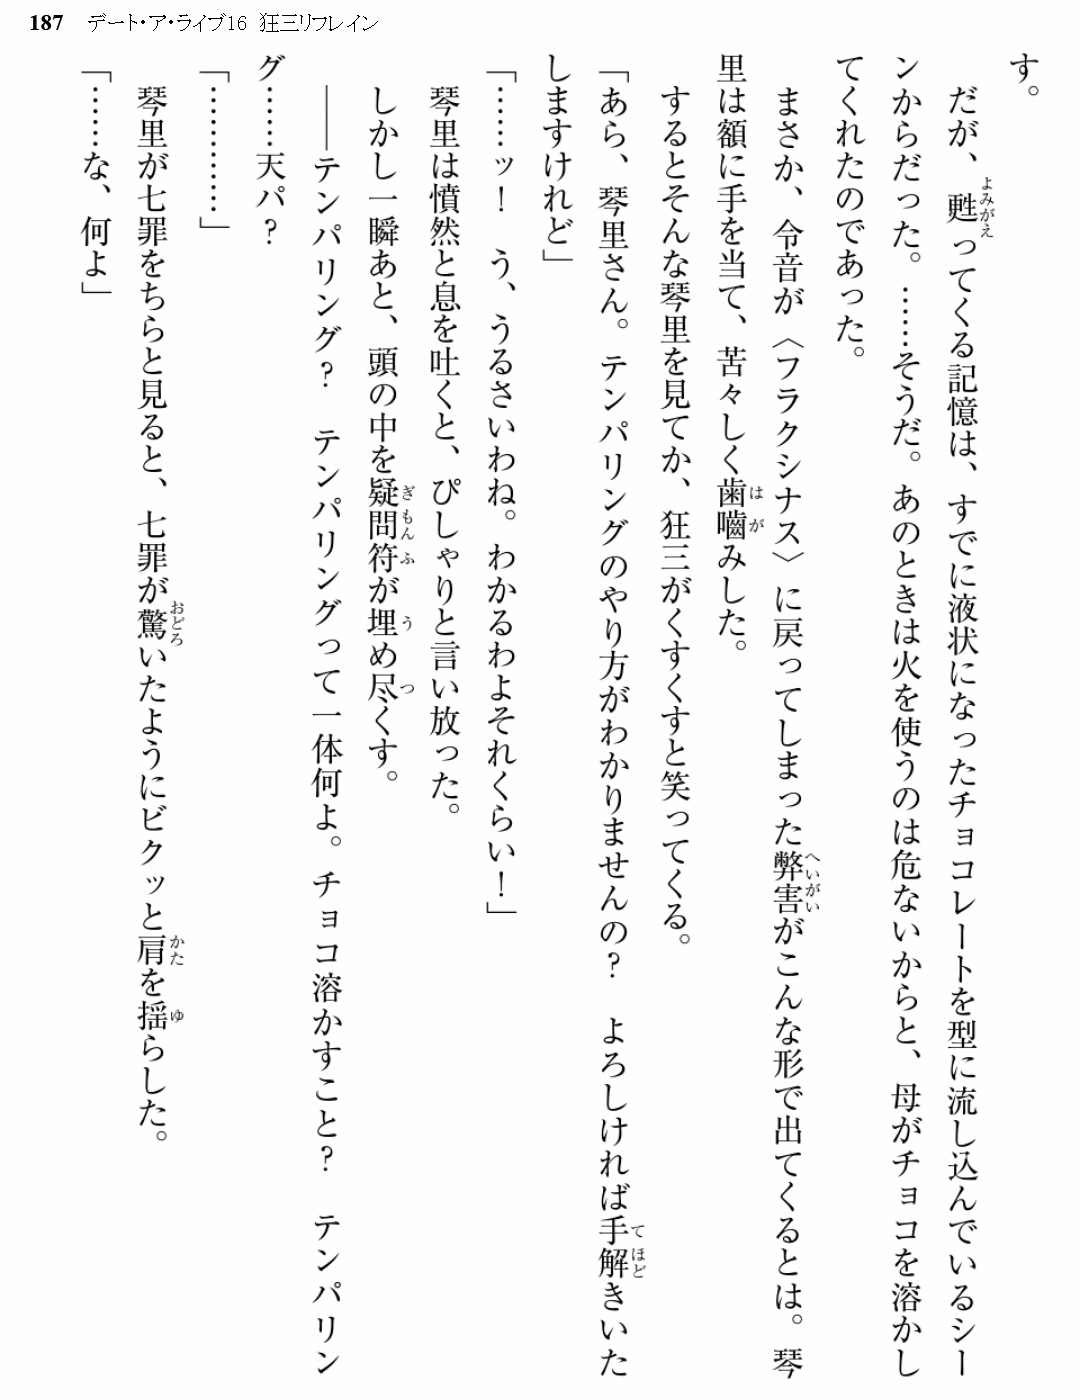 187 デート・ア・ライブ16 狂三リフレイン
す。
だが、甦ってくる記憶は、すでに液状になったチョコレートを型に流し込んでいるシー
ンからだった。……そうだ。あのときは火を使うのは危ないからと、母がチョコを溶かし
てくれたのであった。
まさか、令音が〈フラクシナス〉に戻ってしまった弊害がこんな形で出てくるとは。琴
里は額に手を当て、苦々しく歯噛みした。
するとそんな琴里を見てか、狂三がくすくすと笑ってくる。
「あら、琴里さん。テンパリングのやり方がわかりませんの？　よろしければ手解きいた
しますけれど」
「……ッ！　う、うるさいわね。わかるわよそれくらい！」
琴里は憤然と息を吐くと、ぴしゃりと言い放った。
しかし一瞬あと、頭の中を疑問符が埋め尽くす。
――テンパリング？　テンパリングって一体何よ。チョコ溶かすこと？　テンパリン
グ……天パ？
「…………」
琴里が七罪をちらと見ると、七罪が驚いたようにビクッと肩を揺らした。
「……な、何よ」